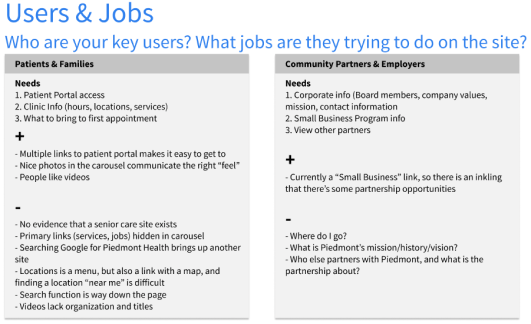 Users & Jobs
Who are your key users? What jobs are they trying to do on the site?
Patients & Families
Needs
1. Patient Portal access
2. Clinic Info (hours, locations, services)
3. What to bring to first appointment
+
- Multiple links to patient portal makes it easy to get to
- Nice photos in the carousel communicate the right “feel”
- People like videos
-
- No evidence that a senior care site exists
- Primary links (services, jobs) hidden in carousel
- Searching Google for Piedmont Health brings up another
site
- Locations is a menu, but also a link with a map, and
finding a location “near me” is difficult
- Search function is way down the page
- Videos lack organization and titles
Community Partners & Employers
Needs
1. Corporate info (Board members, company values,
mission, contact information
2. Small Business Program info
3. View other partners
+
- Currently a “Small Business” link, so there is an inkling
that there’s some partnership opportunities
-
- Where do I go?
- What is Piedmont’s mission/history/vision?
- Who else partners with Piedmont, and what is the
partnership about?